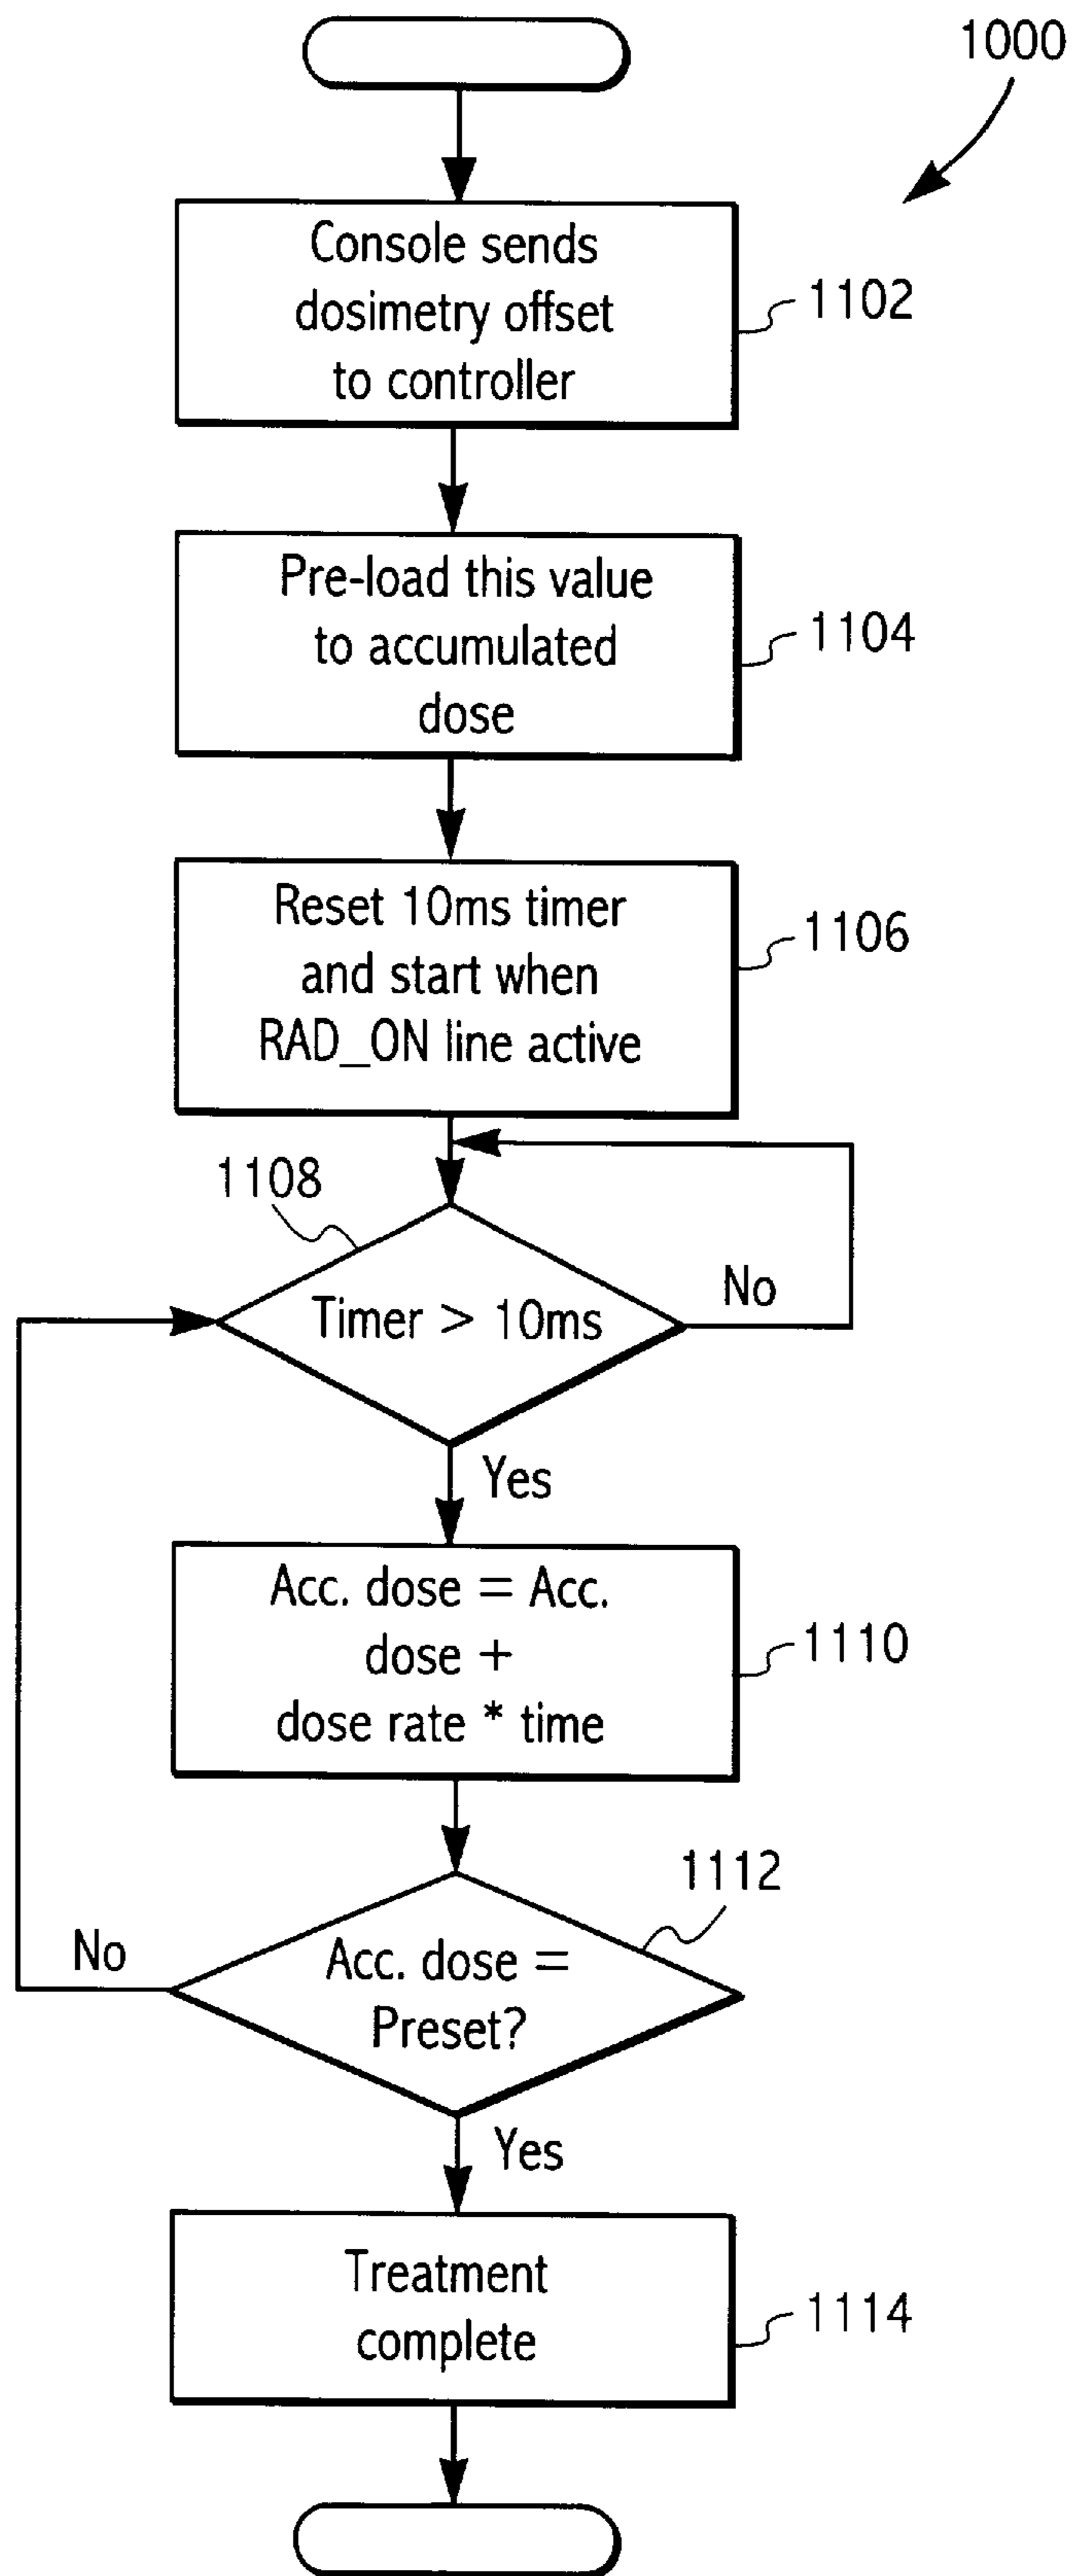 1000
Console sends
dosimetry offset
to controller
1102
Pre-load this value
to accumulated
dose
1104
Reset 10ms timer
and start when
RAD_ON line active
1106
1108
Timer > 10ms
No
Yes
Acc. dose = Acc.
dose +
dose rate * time
1110
1112
No
Acc. dose =
Preset?
Yes
Treatment
complete
1114